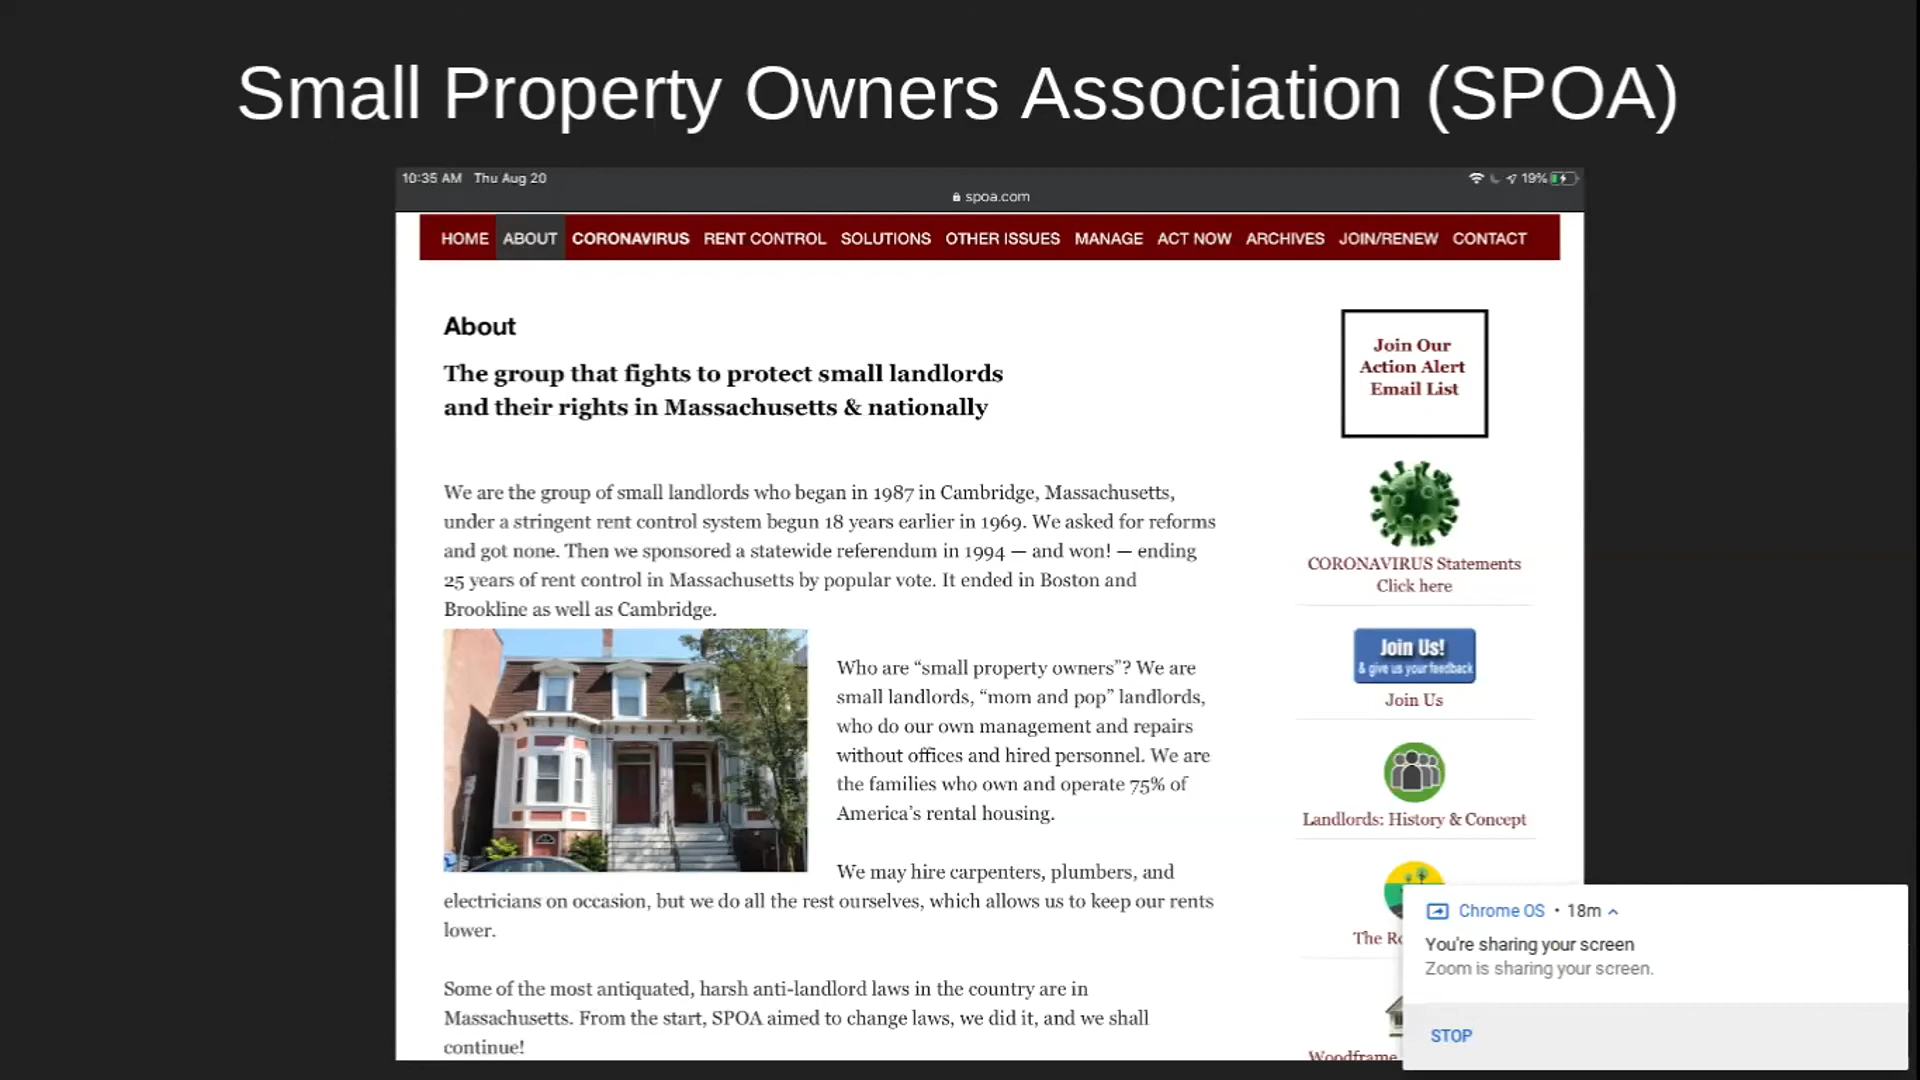 Small Property Owners Association (SPOA)
10:35 AM Thu Aug 20
19%
spoa.com
HOME ABOUT CORONAVIRUS RENT CONTROL SOLUTIONS OTHER ISSUES MANAGE ACT NOW ARCHIVES JOIN/RENEW CONTACT
About
The group that fights to protect small landlords
and their rights in Massachusetts & nationally
We are the group of small landlords who began in 1987 in Cambridge, Massachusetts,
under a stringent rent control system begun 18 years earlier in 1969. We asked for reforms
and got none. Then we sponsored a statewide referendum in 1994 — and won! — ending
25 years of rent control in Massachusetts by popular vote. It ended in Boston and
Brookline as well as Cambridge.
Who are “small property owners”? We are
small landlords, “mom and pop” landlords,
who do our own management and repairs
without offices and hired personnel. We are
the families who own and operate 75% of
America’s rental housing.
We may hire carpenters, plumbers, and
electricians on occasion, but we do all the rest ourselves, which allows us to keep our rents
lower.
Some of the most antiquated, harsh anti-landlord laws in the country are in
Massachusetts. From the start, SPOA aimed to change laws, we did it, and we shall
continue!
Join Our
Action Alert
Email List
CORONAVIRUS Statements
Click here
Join Us!
& give us your feedback
Join Us
Landlords: History & Concept
The
Woodframe
Chrome OS • 18m
You're sharing your screen
Zoom is sharing your screen.
STOP